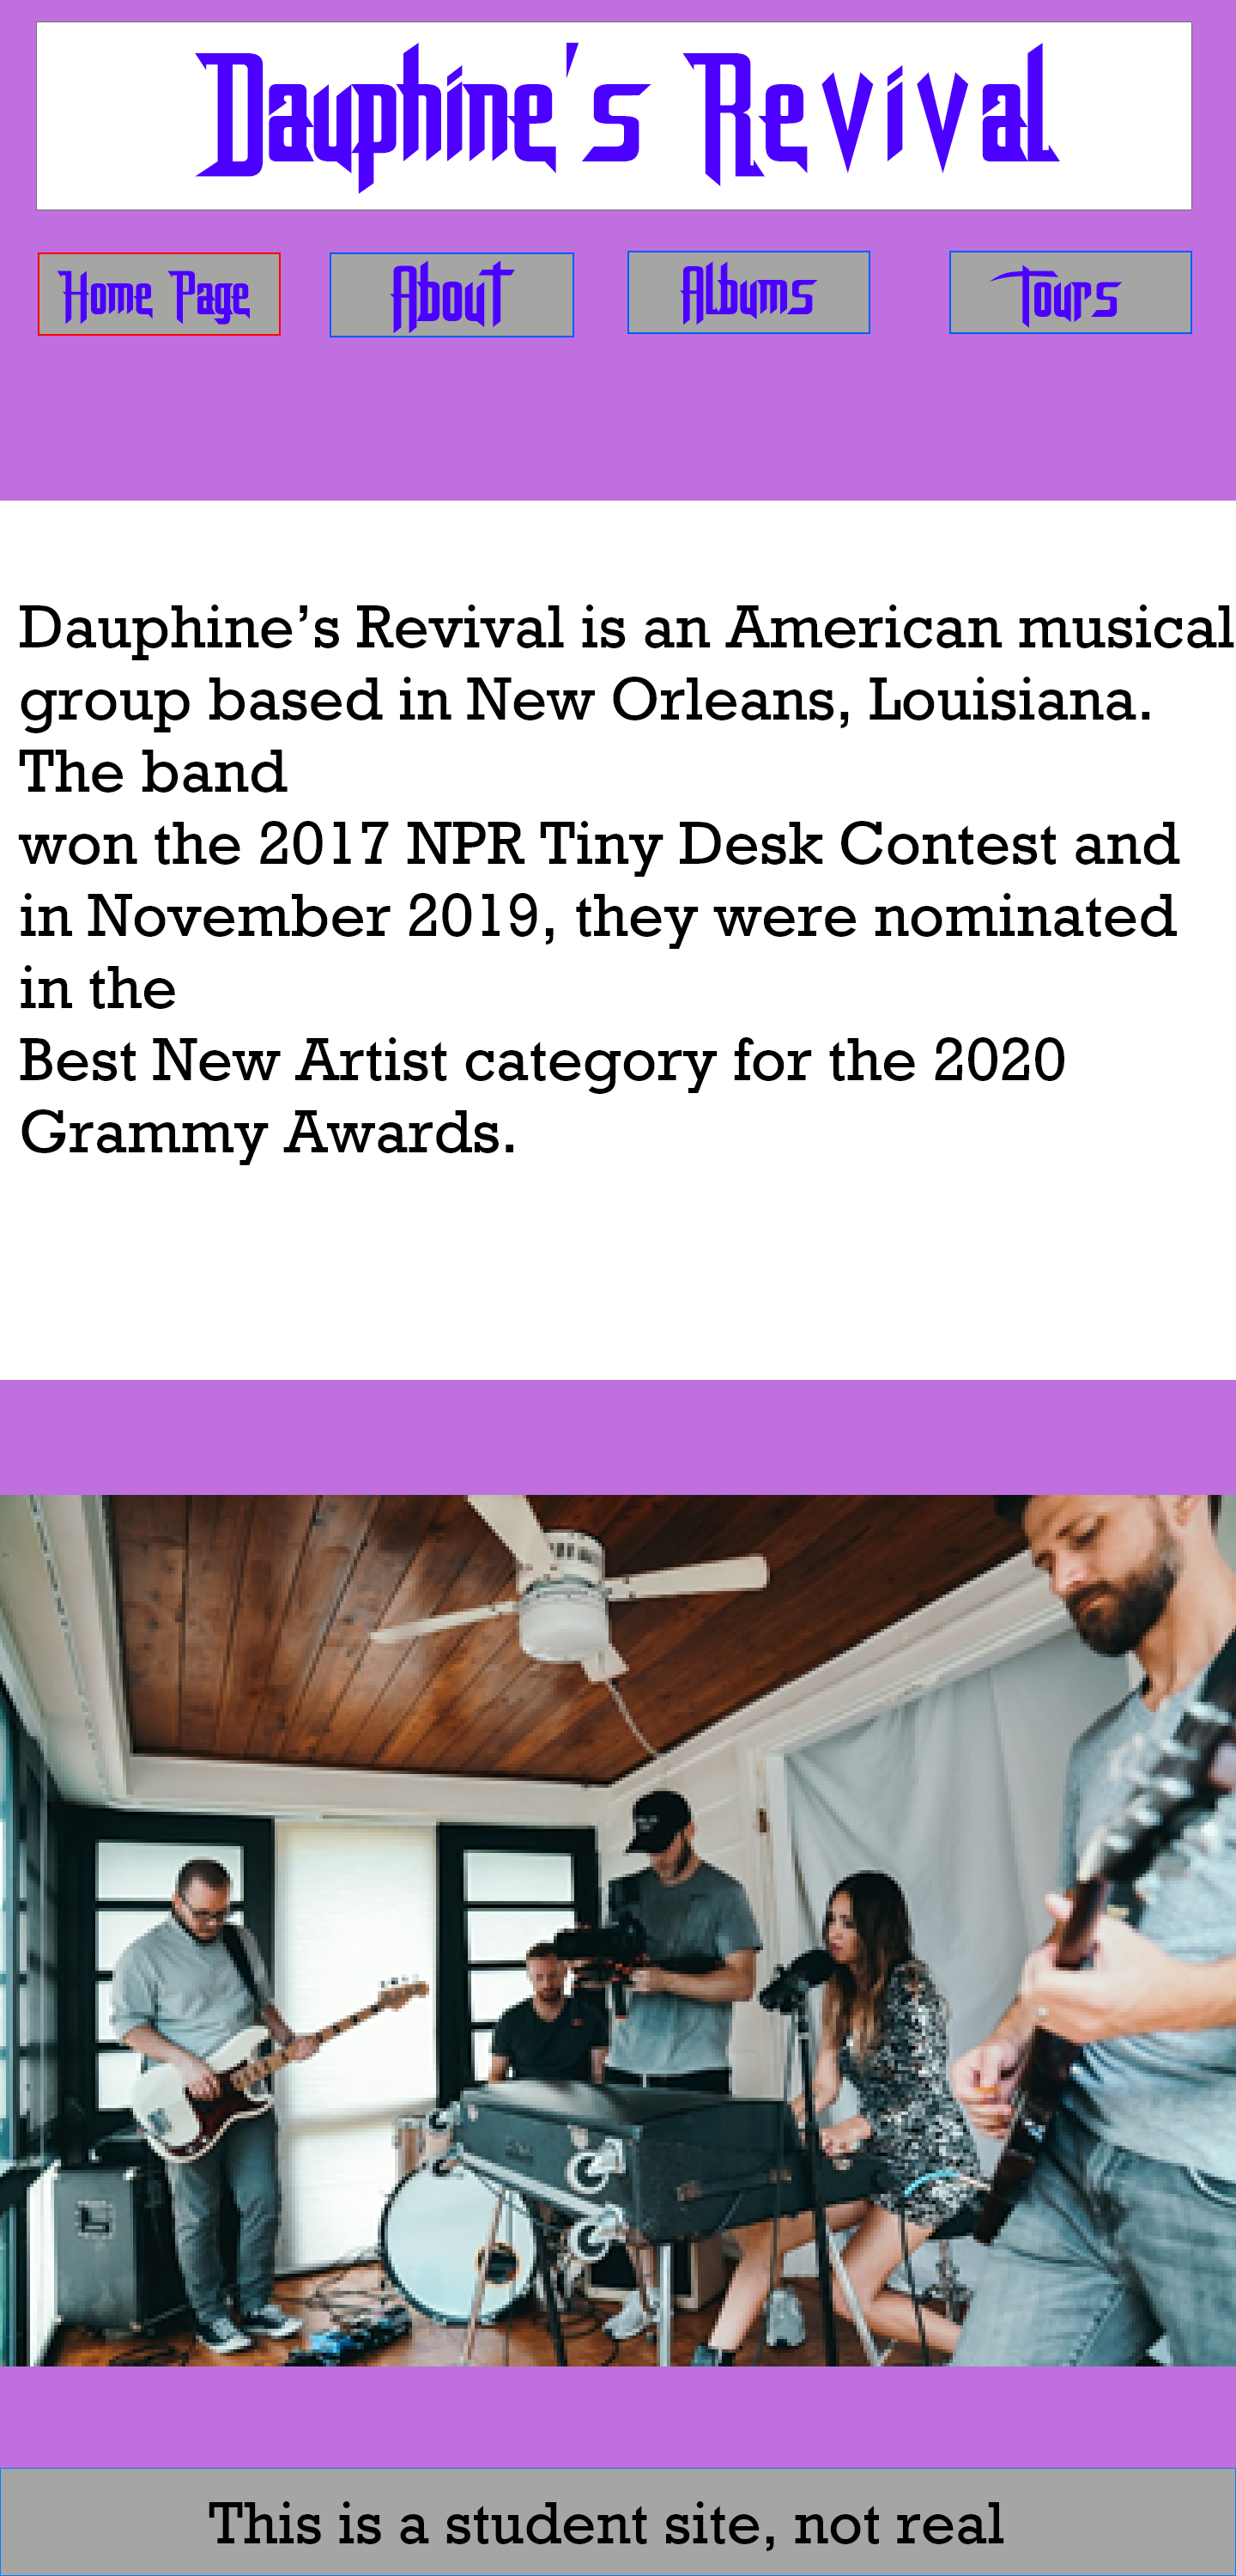 Dauphine's Revival
Home Page About Albums Tours
Dauphine’s Revival is an American musical
group based in New Orleans, Louisiana.
The band
won the 2017 NPR Tiny Desk Contest and
in November 2019, they were nominated
in the
Best New Artist category for the 2020
Grammy Awards.
This is a student site, not real